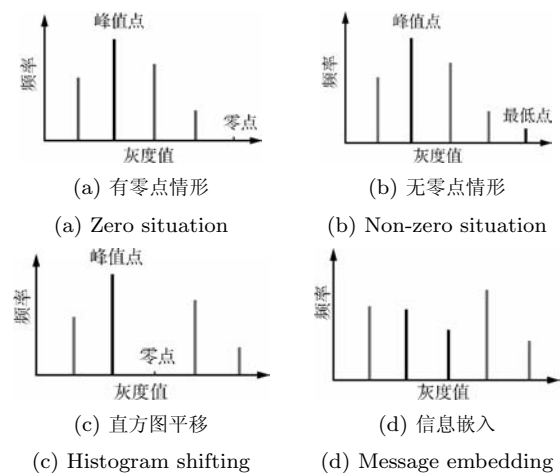 峰值点
频率
零点
灰度值
(a) 有零点情形
(a) Zero situation
峰值点
频率
最低点
灰度值
(b) 无零点情形
(b) Non-zero situation
峰值点
频率
零点
灰度值
(c) 直方图平移
(c) Histogram shifting
频率
灰度值
(d) 信息嵌入
(d) Message embedding